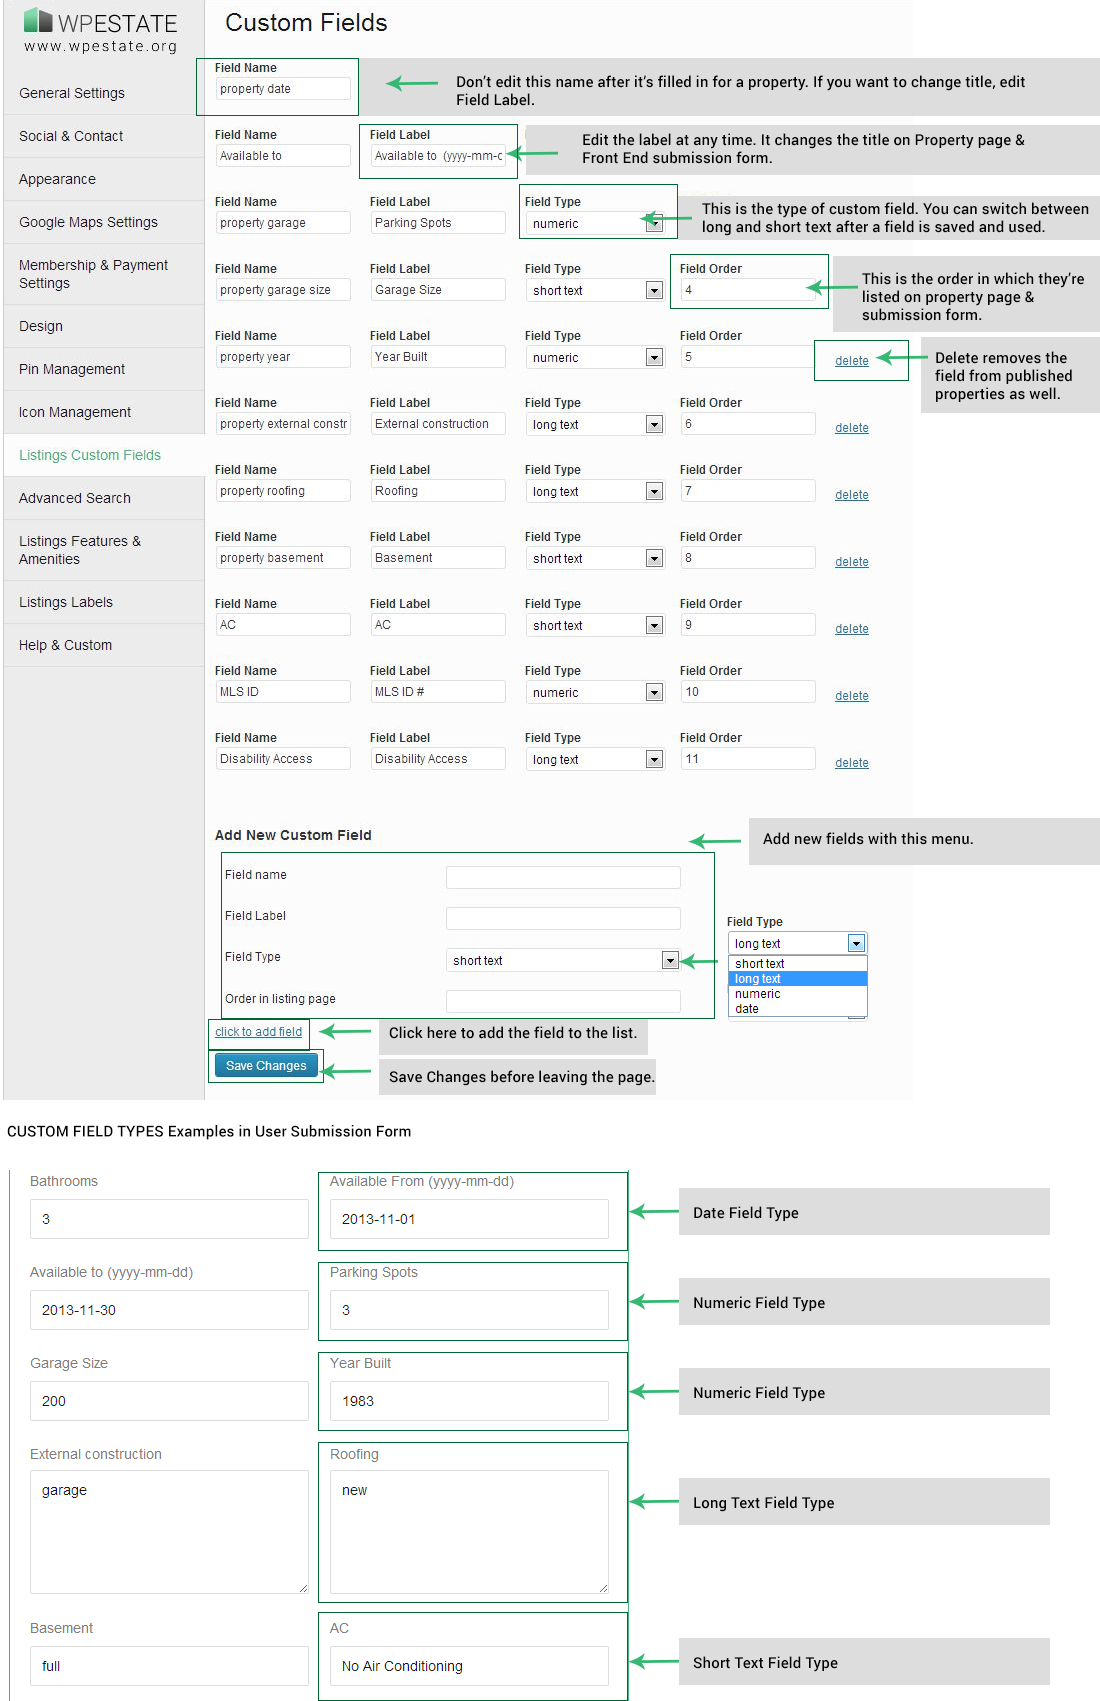 WPESTATE
www.wpestate.org
General Settings
Social & Contact
Appearance
Google Maps Settings
Membership & Payment
Settings
Design
Pin Management
Icon Management
Listings Custom Fields
Advanced Search
Listings Features &
Amenities
Listings Labels
Help & Custom
Custom Fields
Field Name
property date
Don't edit this name after it's filled in for a property. If you want to change title, edit
Field Label.
Field Name Field Label
Available to Available to (yyyy-mm-c
Edit the label at any time. It changes the title on Property page &
Front End submission form.
Field Name Field Label Field Type
property garage Parking Spots numeric
This is the type of custom field. You can switch between
long and short text after a field is saved and used.
Field Name Field Label Field Type Field Order
property garage size Garage Size short text 4
This is the order in which they're
listed on property page &
submission form.
Field Name Field Label Field Type Field Order
property year Year Built numeric 5 delete
Delete removes the
field from published
properties as well.
Field Name Field Label Field Type Field Order
property external constr External construction long text 6 delete
Field Name Field Label Field Type Field Order
property roofing Roofing long text 7 delete
Field Name Field Label Field Type Field Order
property basement Basement short text 8 delete
Field Name Field Label Field Type Field Order
AC AC short text 9 delete
Field Name Field Label Field Type Field Order
MLS ID MLS ID # numeric 10 delete
Field Name Field Label Field Type Field Order
Disability Access Disability Access long text 11 delete
Add New Custom Field
Add new fields with this menu.
Field name
Field Label
Field Type short text
Order in listing page
Field Type
long text
short text
long text
numeric
date
click to add field
Click here to add the field to the list.
Save Changes
Save Changes before leaving the page.
CUSTOM FIELD TYPES Examples in User Submission Form
Bathrooms Available From (yyyy-mm-dd)
3 2013-11-01
Date Field Type
Available to (yyyy-mm-dd) Parking Spots
2013-11-30 3
Numeric Field Type
Garage Size Year Built
200 1983
Numeric Field Type
External construction Roofing
garage new
Long Text Field Type
Basement AC
full No Air Conditioning
Short Text Field Type